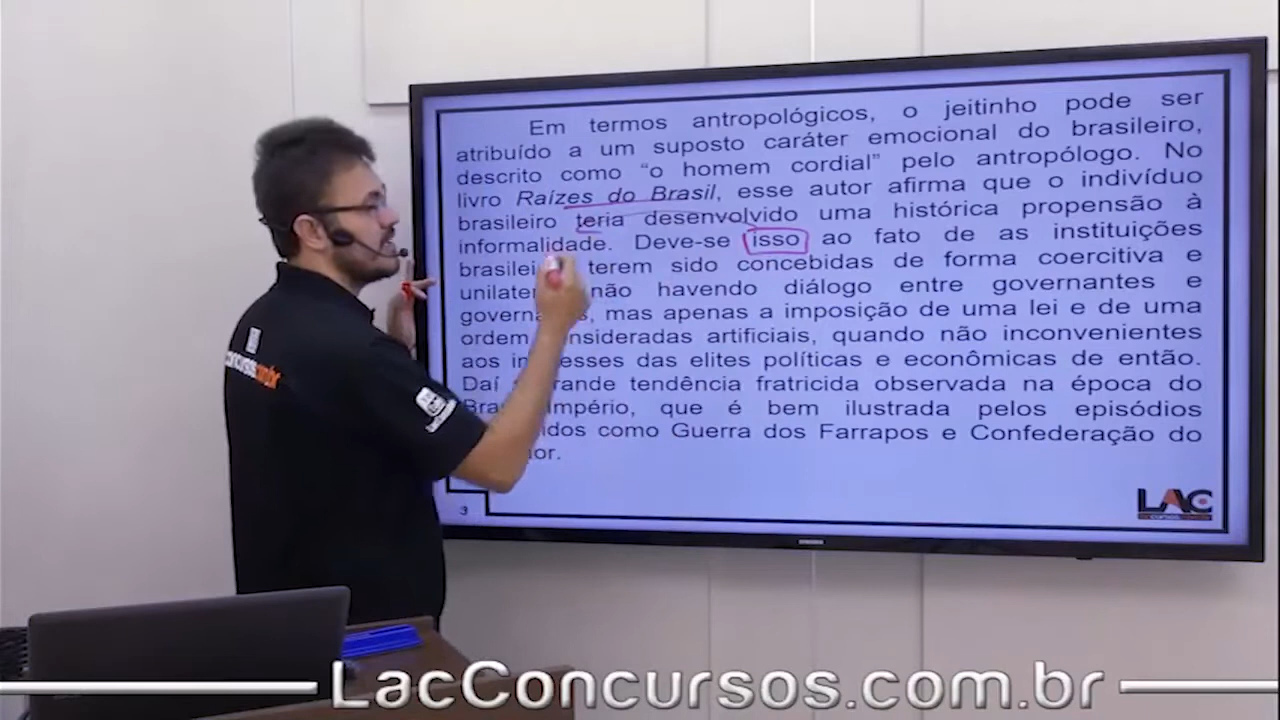 Em termos antropológicos, o jeitinho pode ser
atribuído a um suposto caráter emocional do brasileiro,
descrito como “o homem cordial” pelo antropólogo. No
livro Raízes do Brasil, esse autor afirma que o indivíduo
brasileiro teria desenvolvido uma histórica propensão à
informalidade. Deve-se isso ao fato de as instituições
terem sido concebidas de forma coercitiva e
não havendo diálogo entre governantes e
mas apenas a imposição de uma lei e de uma
ordem consideradas artificiais, quando não inconvenientes
aos das elites políticas e econômicas de então.
Daí grande tendência fratricida observada na época do
Império, que é bem ilustrada pelos episódios
como Guerra dos Farrapos e Confederação do
3
LAC
LacConcursos.com.br